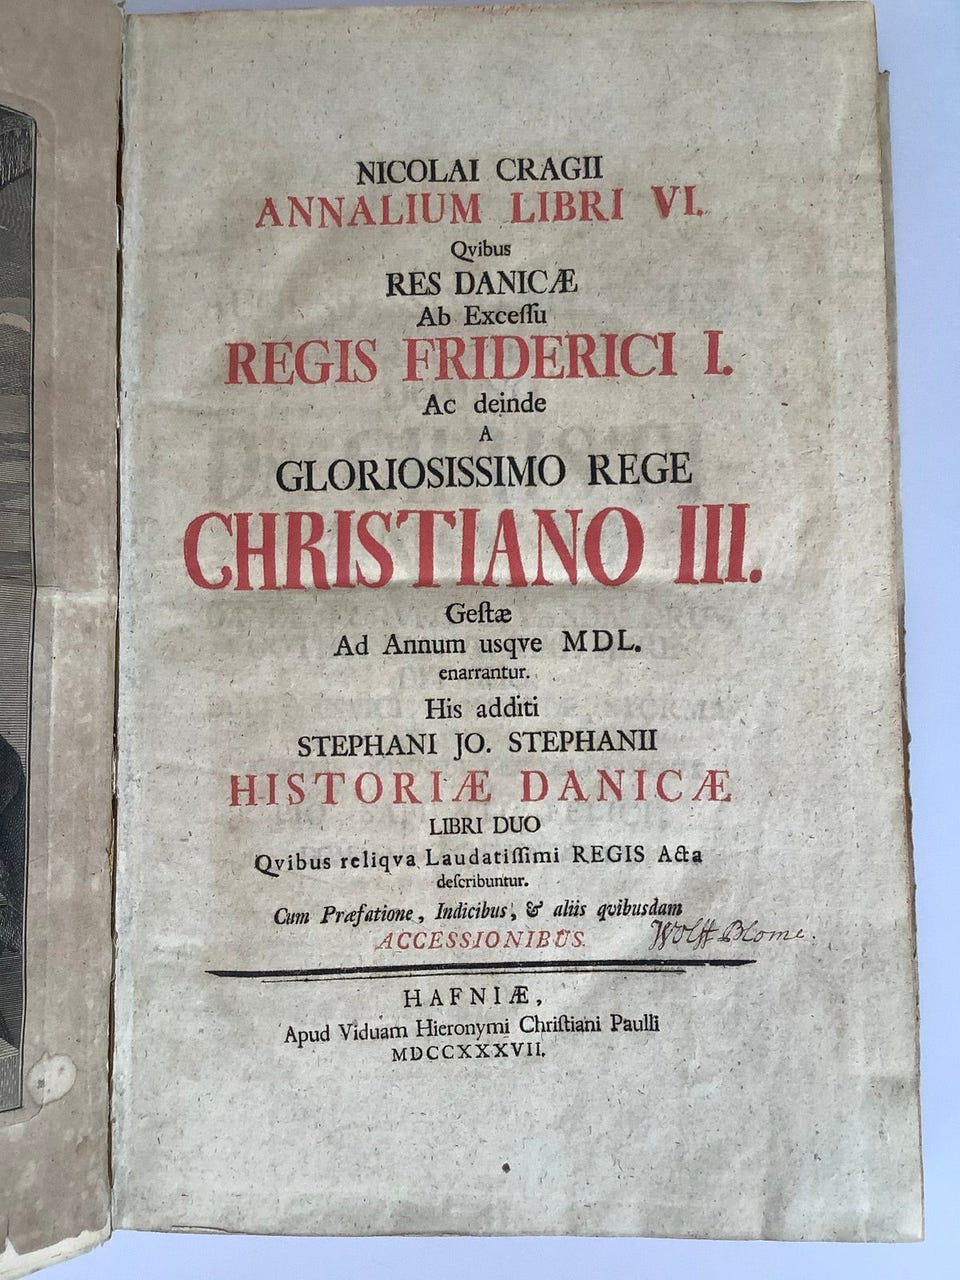 NICOLAI CRAGII
ANNALIUM LIBRI VI.
Qvibus
RES DANICÆ
Ab Exceſſu
REGIS FRIDERICI I.
Ac deinde
A
GLORIOSISSIMO REGE
CHRISTIANO III.
Geſtæ
Ad Annum usqve MDL.
enarrantur.
His additi
STEPHANI JO. STEPHANII
HISTORIÆ DANICÆ
LIBRI DUO
Qvibus reliqva Laudatiſſimi REGIS Acta
deſcribuntur.
Cum Præfatione, Indicibus, & aliis qvibusdam
ACCESSIONIBUS.
Wolff Blome.
HAFNIÆ,
Apud Viduam Hieronymi Chriſtiani Paulli
MDCCXXXVII.